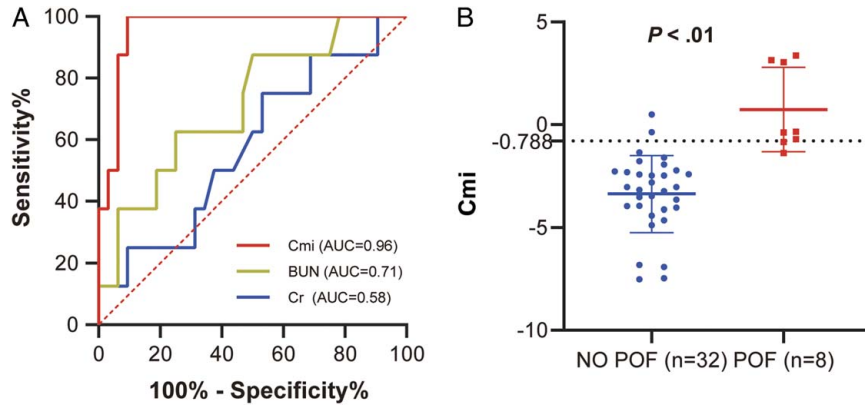 A
100
80
60
40
20
0
Sensitivity%
Cmi (AUC=0.96)
BUN (AUC=0.71)
Cr (AUC=0.58)
0 20 40 60 80 100
100% - Specificity%
B
P < .01
5
0
-0.788
-5
-10
Cmi
NO POF (n=32) POF (n=8)